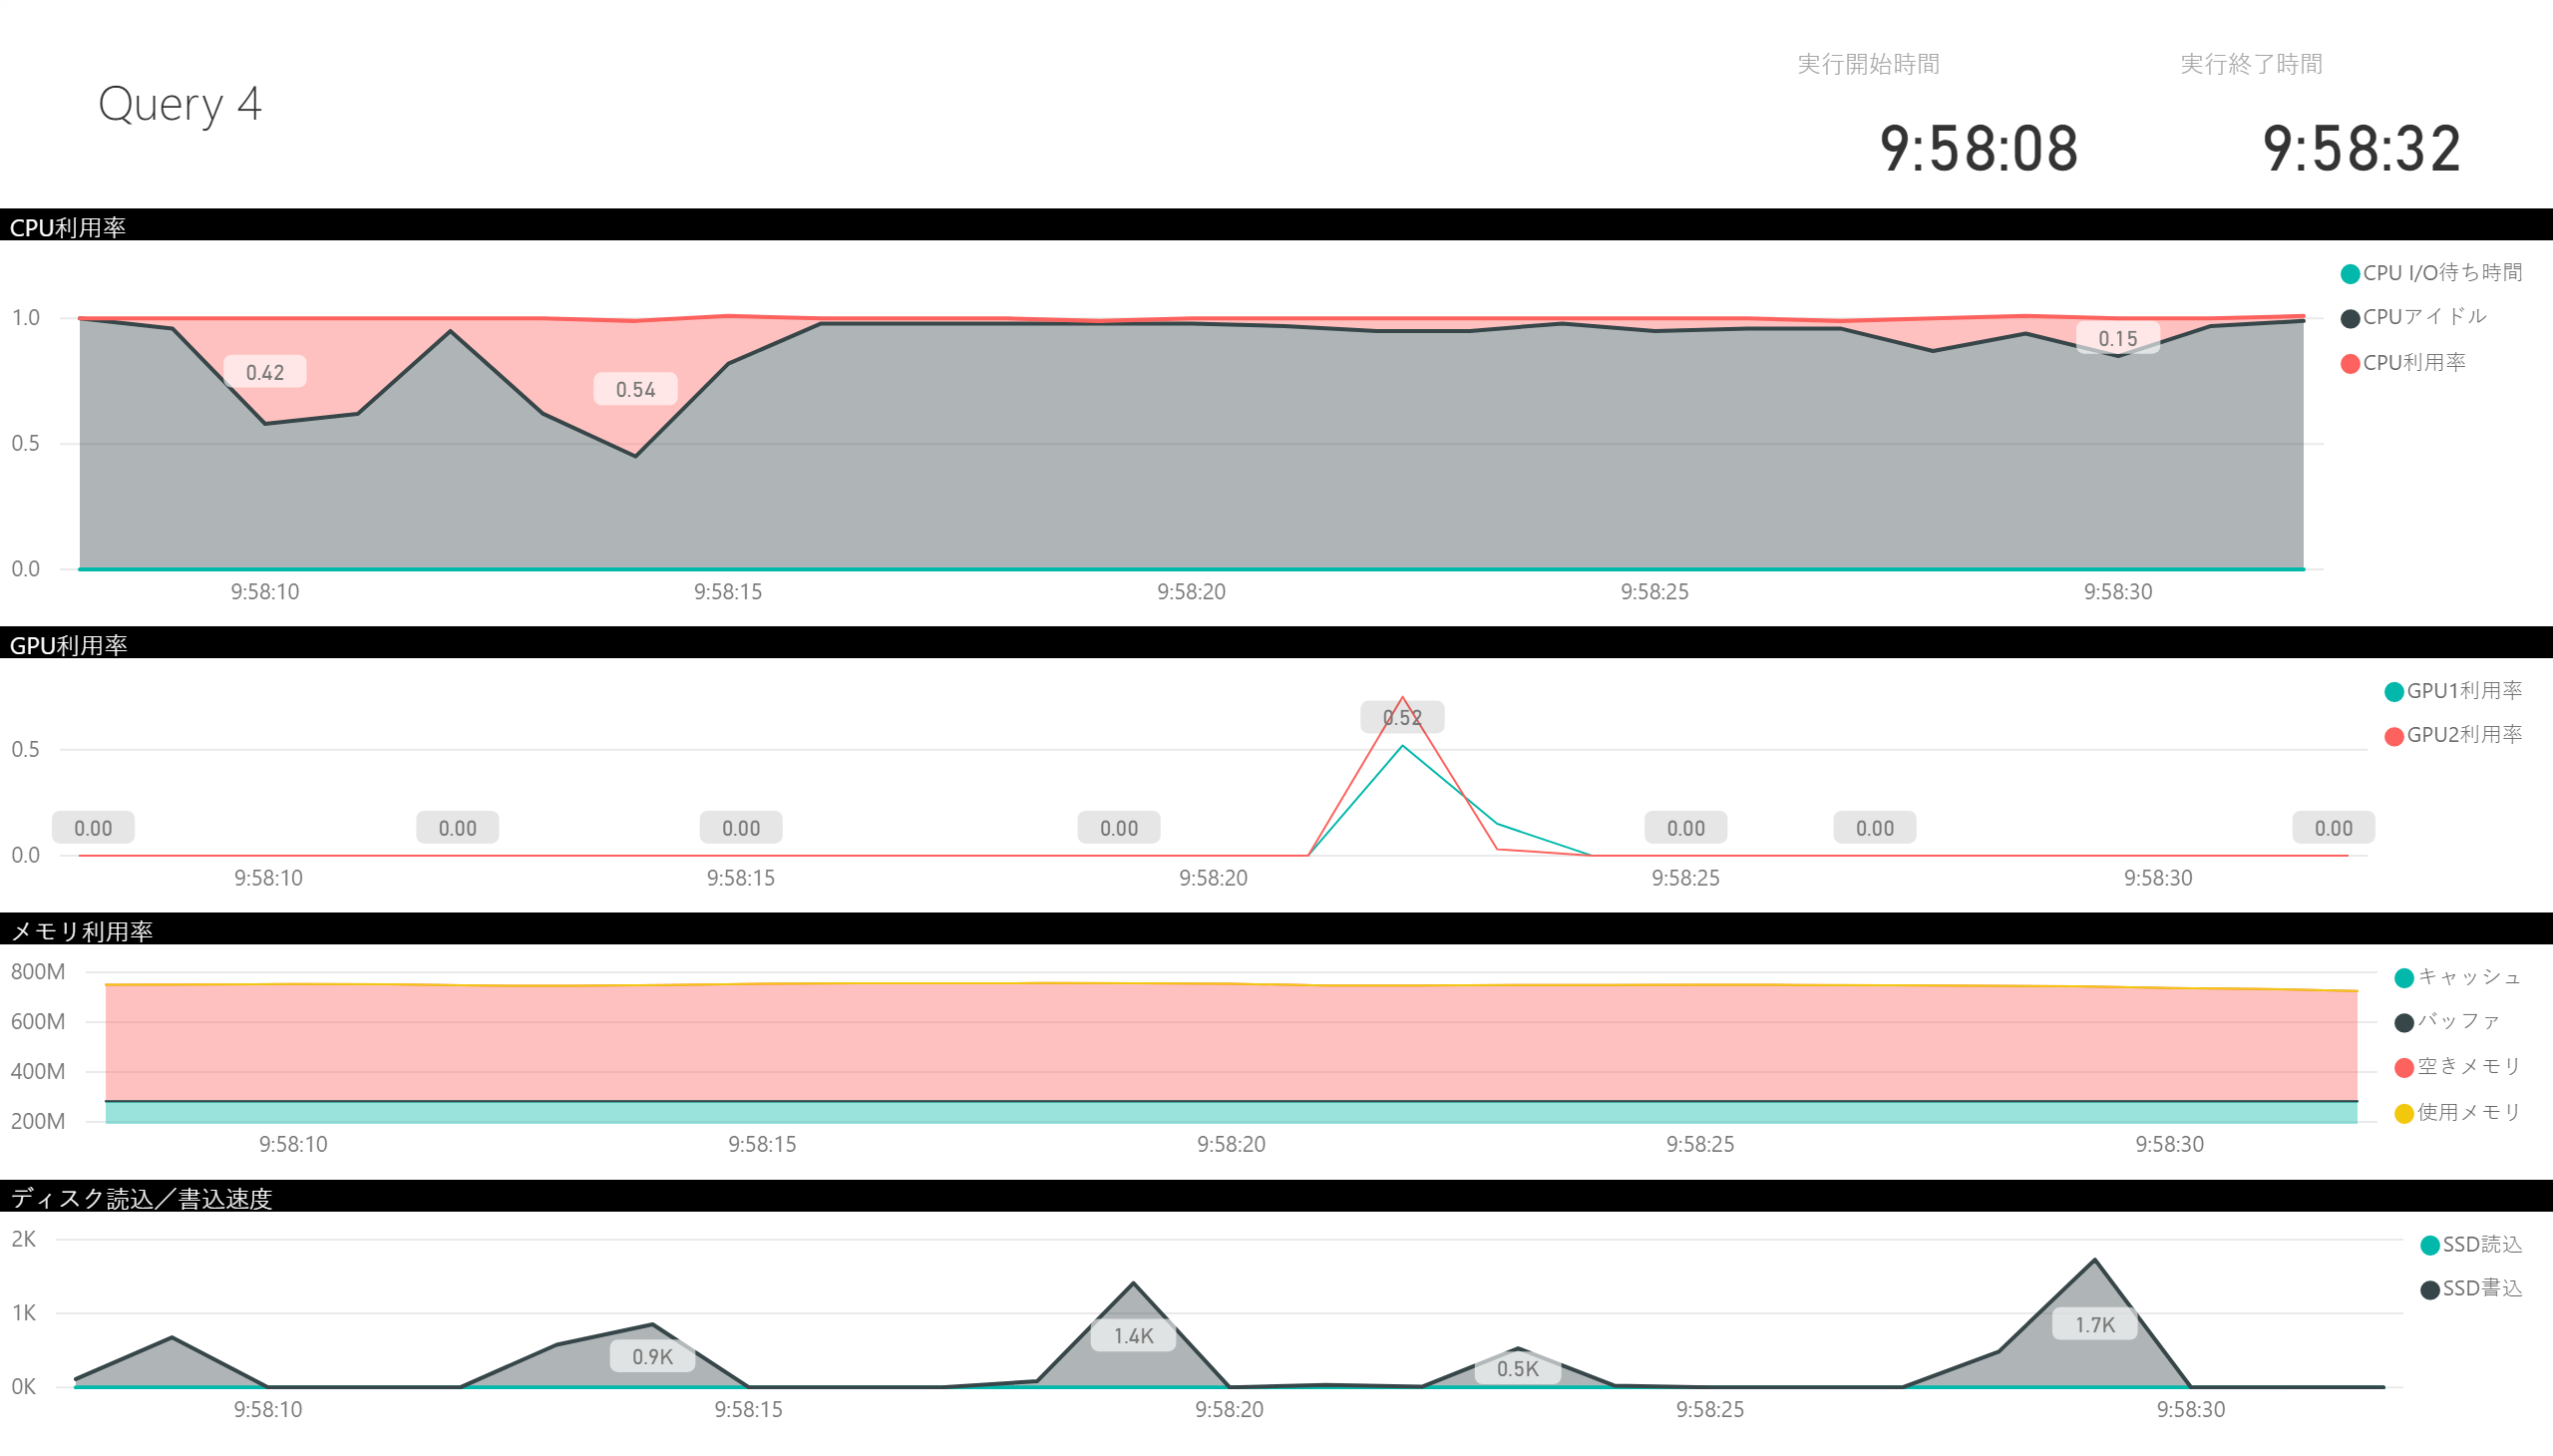 実行開始時間 実行終了時間
Query 4
9:58:08 9:58:32
CPU利用率
CPU I/O待ち時間
CPUアイドル
CPU利用率
1.0
0.5
0.0
0.42
0.54
0.15
9:58:10 9:58:15 9:58:20 9:58:25 9:58:30
GPU利用率
GPU1利用率
GPU2利用率
0.52
0.5
0.00 0.00 0.00 0.00 0.00 0.00 0.00
0.0
9:58:10 9:58:15 9:58:20 9:58:25 9:58:30
メモリ利用率
800M
600M
400M
200M
キャッシュ
バッファ
空きメモリ
使用メモリ
9:58:10 9:58:15 9:58:20 9:58:25 9:58:30
ディスク読込／書込速度
2K
1K
0K
SSD読込
SSD書込
0.9K 1.4K 0.5K 1.7K
9:58:10 9:58:15 9:58:20 9:58:25 9:58:30